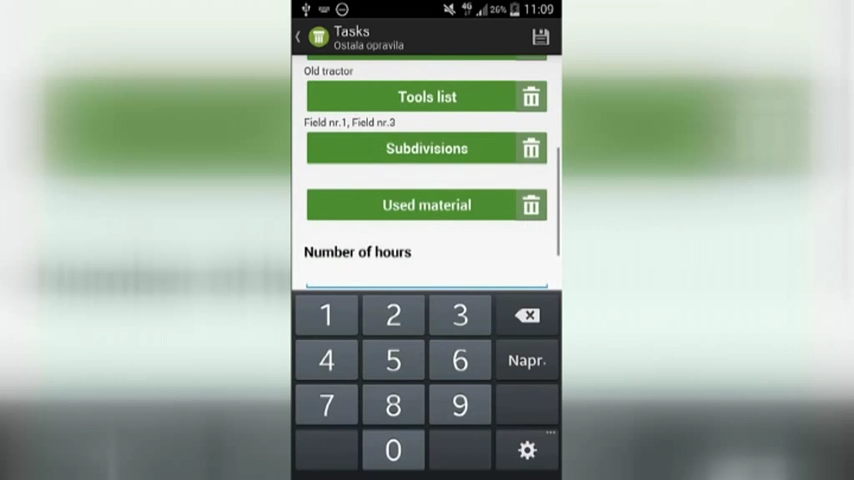 4G 26% 11:09
Tasks
Ostala opravila
Old tractor
Tools list
Field nr.1, Field nr.3
Subdivisions
Used material
Number of hours
1 2 3
4 5 6 Napr.
7 8 9
0